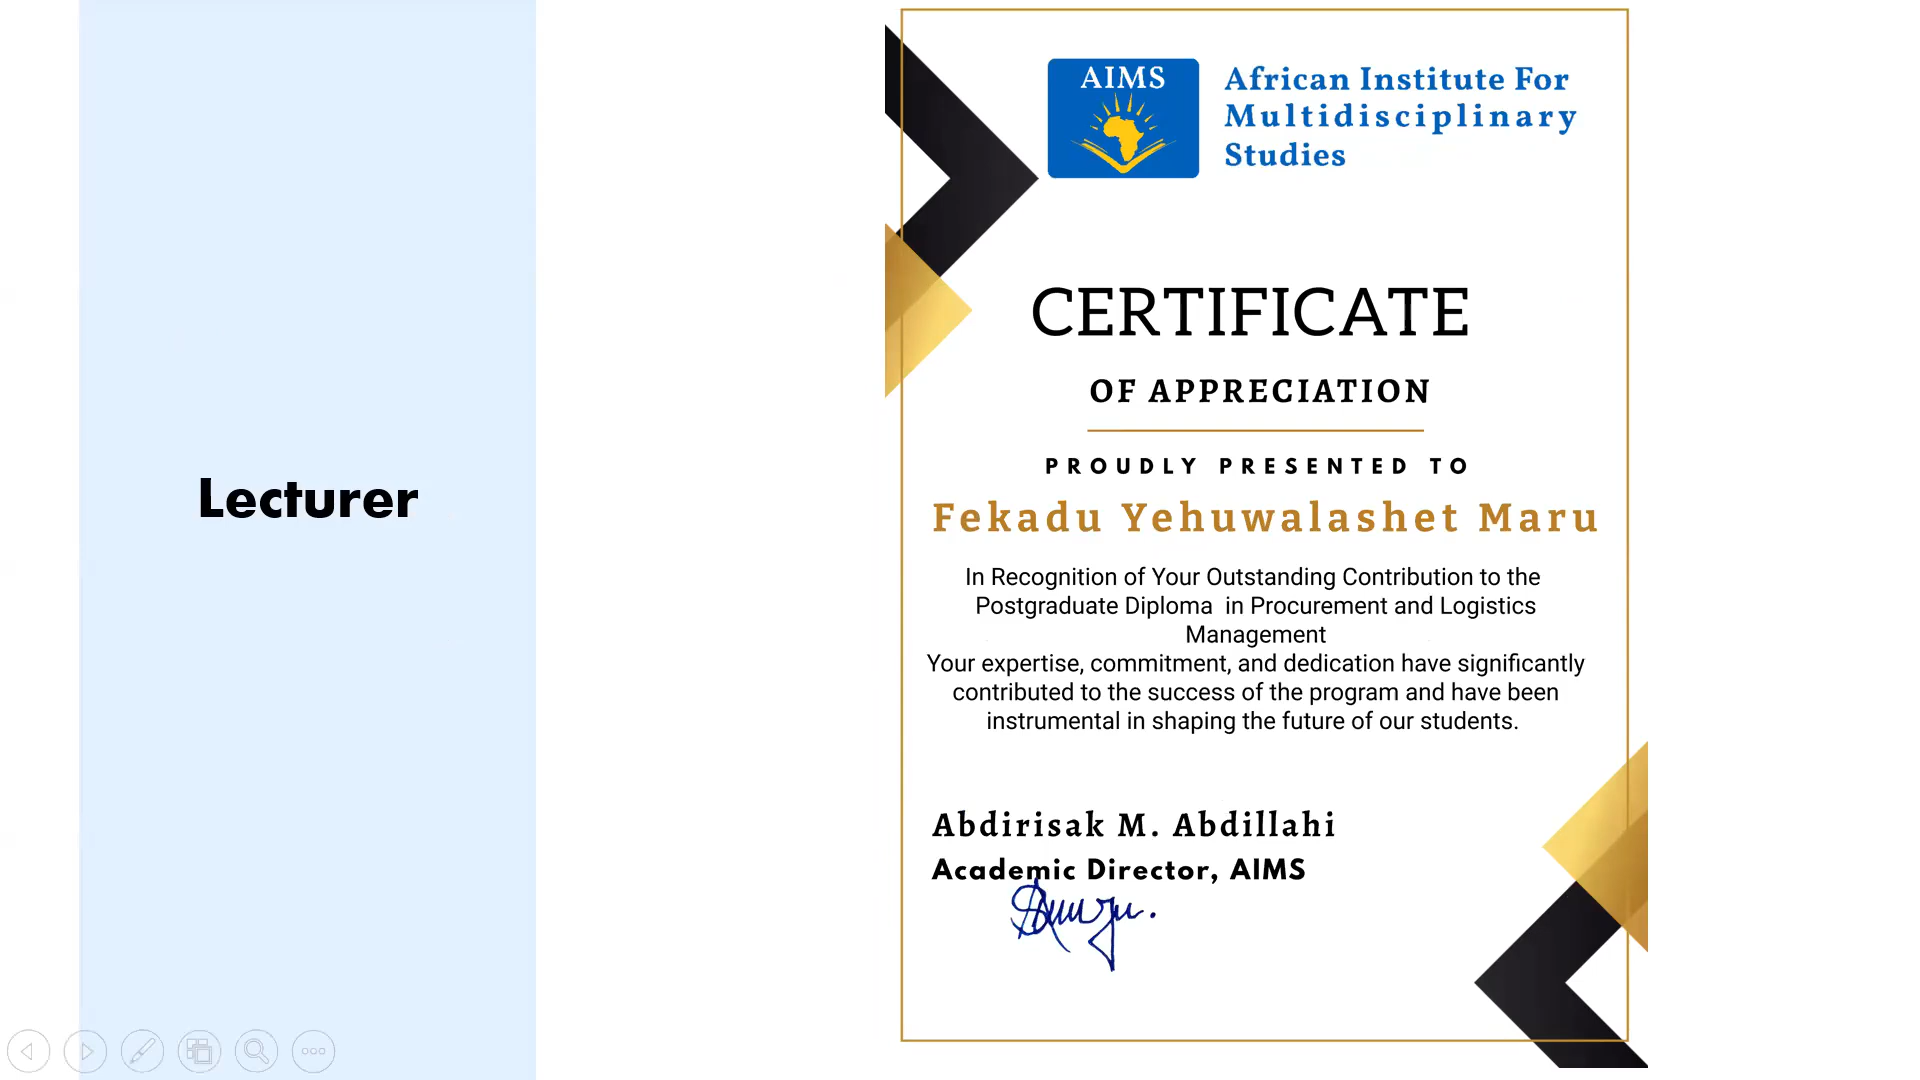 Lecturer
AIMS
African Institute For
Multidisciplinary
Studies
CERTIFICATE
OF APPRECIATION
PROUDLY PRESENTED TO
Fekadu Yehuwalashet Maru
In Recognition of Your Outstanding Contribution to the
Postgraduate Diploma in Procurement and Logistics
Management
Your expertise, commitment, and dedication have significantly
contributed to the success of the program and have been
instrumental in shaping the future of our students.
Abdirisak M. Abdillahi
Academic Director, AIMS